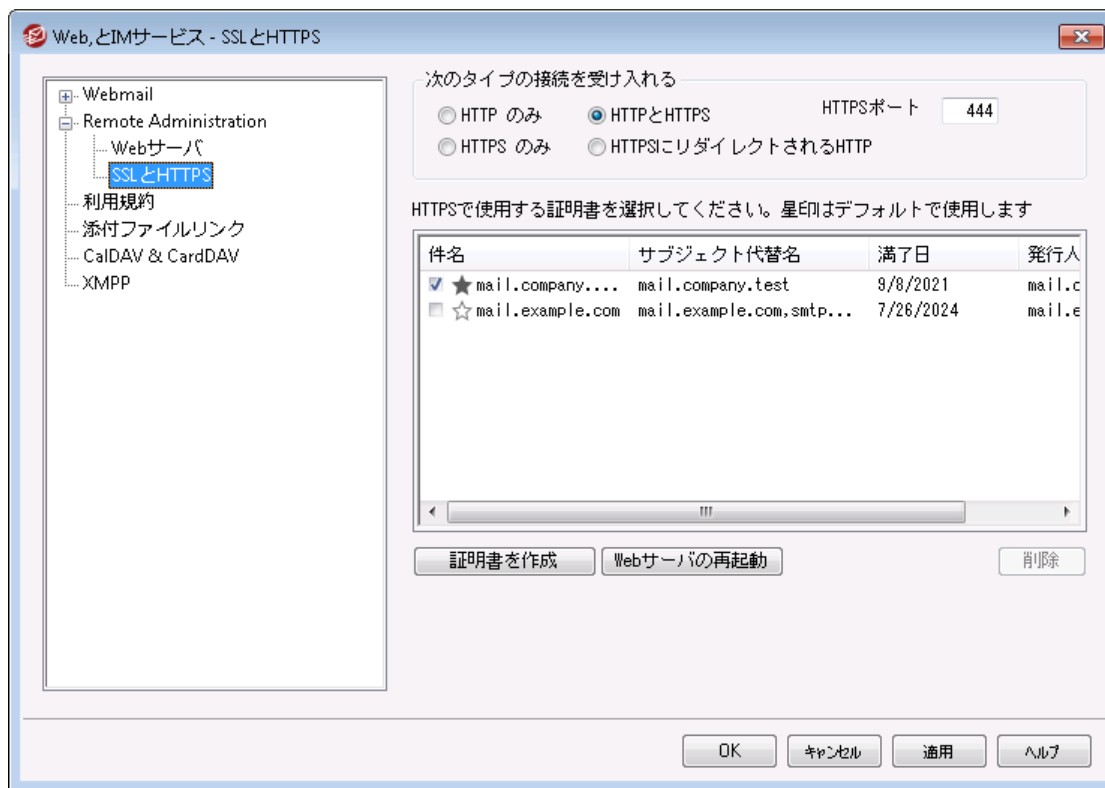 Web,とIMサービス - SSLとHTTPS
Webmail
Remote Administration
Webサーバ
SSLとHTTPS
利用規約
添付ファイルリンク
CalDAV & CardDAV
XMPP
次のタイプの接続を受け入れる
HTTP のみ HTTPとHTTPS HTTPSポート 444
HTTPS のみ HTTPSにリダイレクトされるHTTP
HTTPSで使用する証明書を選択してください。星印はデフォルトで使用します
件名 サブジェクト代替名 満了日 発行人
mail.company.... mail.company.test 9/8/2021 mail.c
mail.example.com mail.example.com,smtp... 7/26/2024 mail.e
証明書を作成 Webサーバの再起動 削除
OK キャンセル 適用 ヘルプ